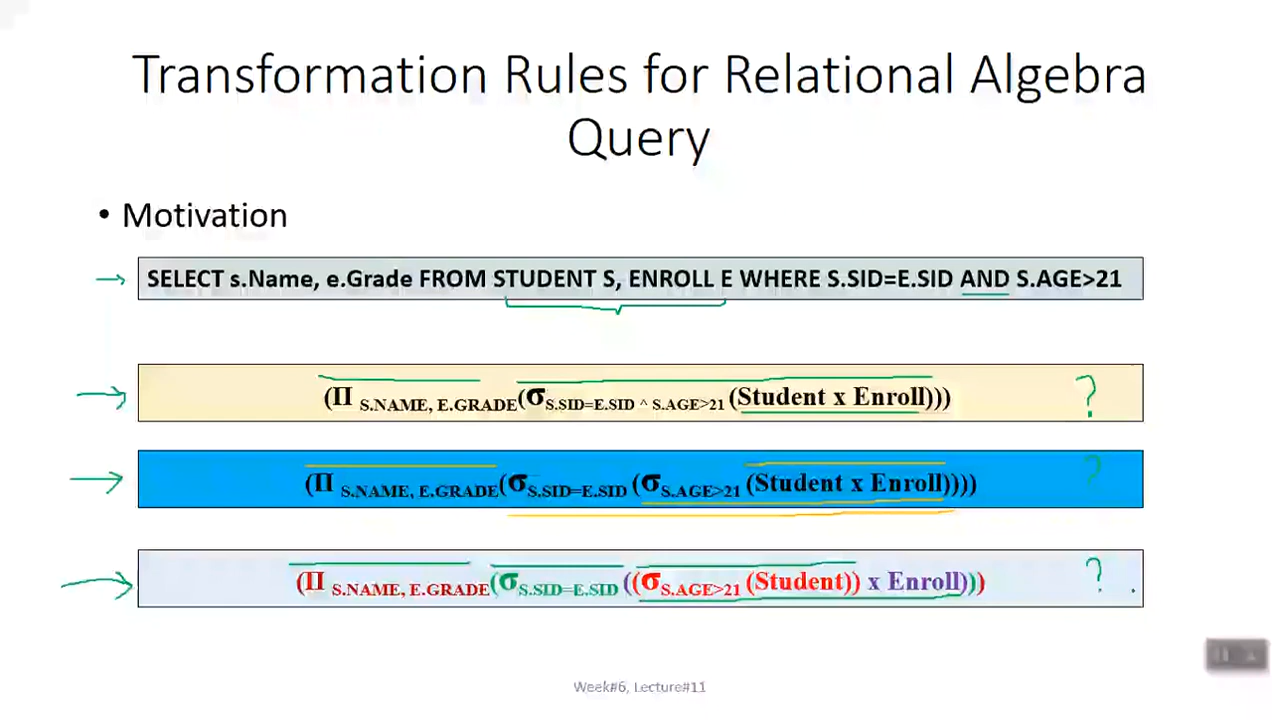 Transformation Rules for Relational Algebra
Query
• Motivation
SELECT s.Name, e.Grade FROM STUDENT S, ENROLL E WHERE S.SID=E.SID AND S.AGE>21
(Π S.NAME, E.GRADE(σS.SID=E.SID ^ S.AGE>21 (Student x Enroll))) ?
(Π S.NAME, E.GRADE(σS.SID=E.SID (σS.AGE>21 (Student x Enroll)))) ?
(Π S.NAME, E.GRADE(σS.SID=E.SID ((σS.AGE>21 (Student)) x Enroll))) ?
Week#6, Lecture#11